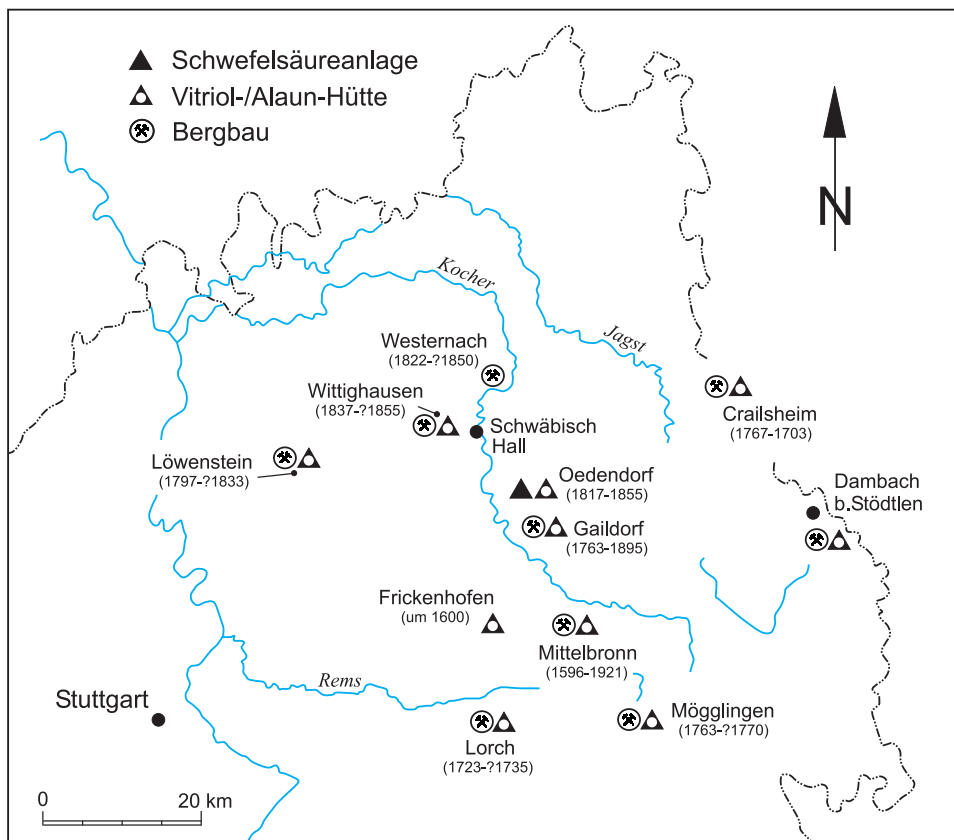 Schwefelsäureanlage
Vitriol-/Alaun-Hütte
Bergbau
N
Kocher
Jagst
Westernach
(1822-?1850)
Wittighausen
(1837-?1855)
Schwäbisch
Hall
Crailsheim
(1767-1703)
Löwenstein
(1797-?1833)
Oedendorf
(1817-1855)
Dambach
b.Stödtlen
Gaildorf
(1763-1895)
Frickenhofen
(um 1600)
Mittelbronn
(1596-1921)
Rems
Stuttgart
Mögglingen
(1763-?1770)
Lorch
(1723-?1735)
0 20 km